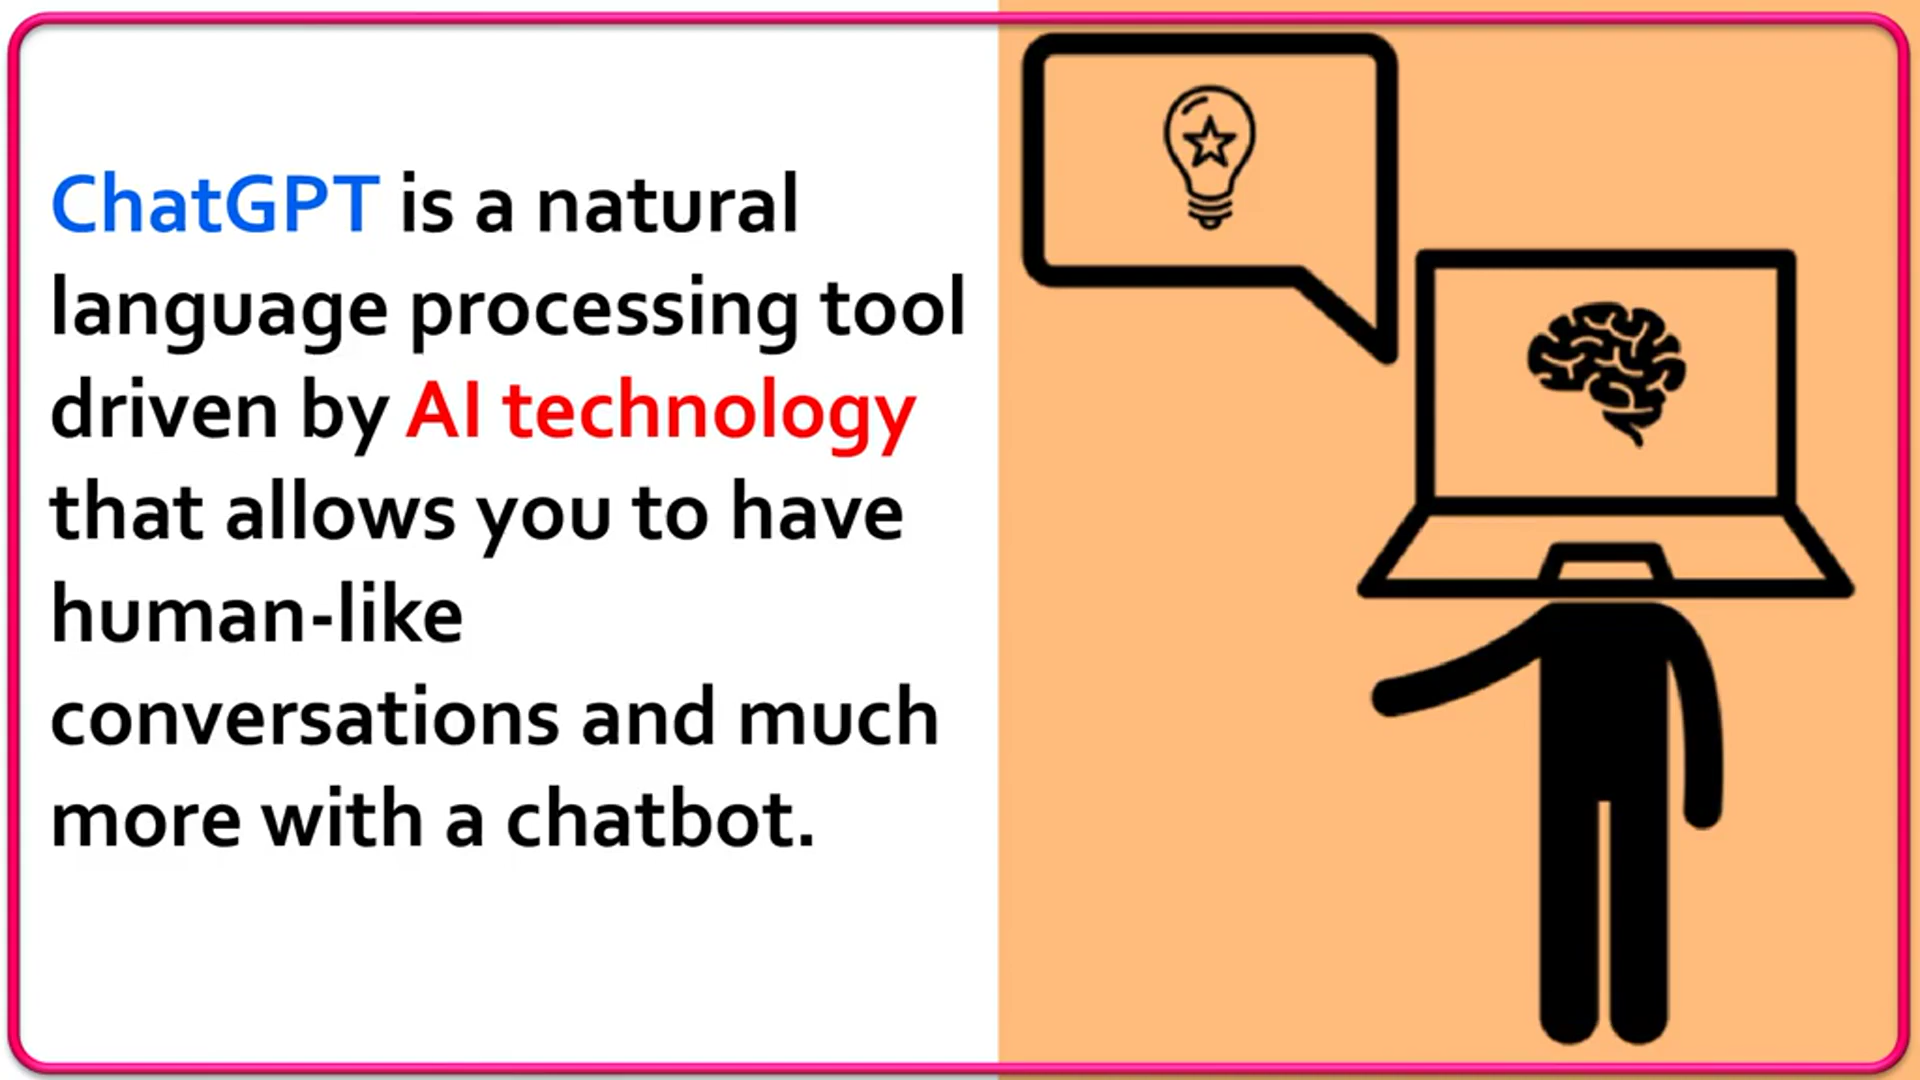 ChatGPT is a natural
language processing tool
driven by AI technology
that allows you to have
human-like
conversations and much
more with a chatbot.